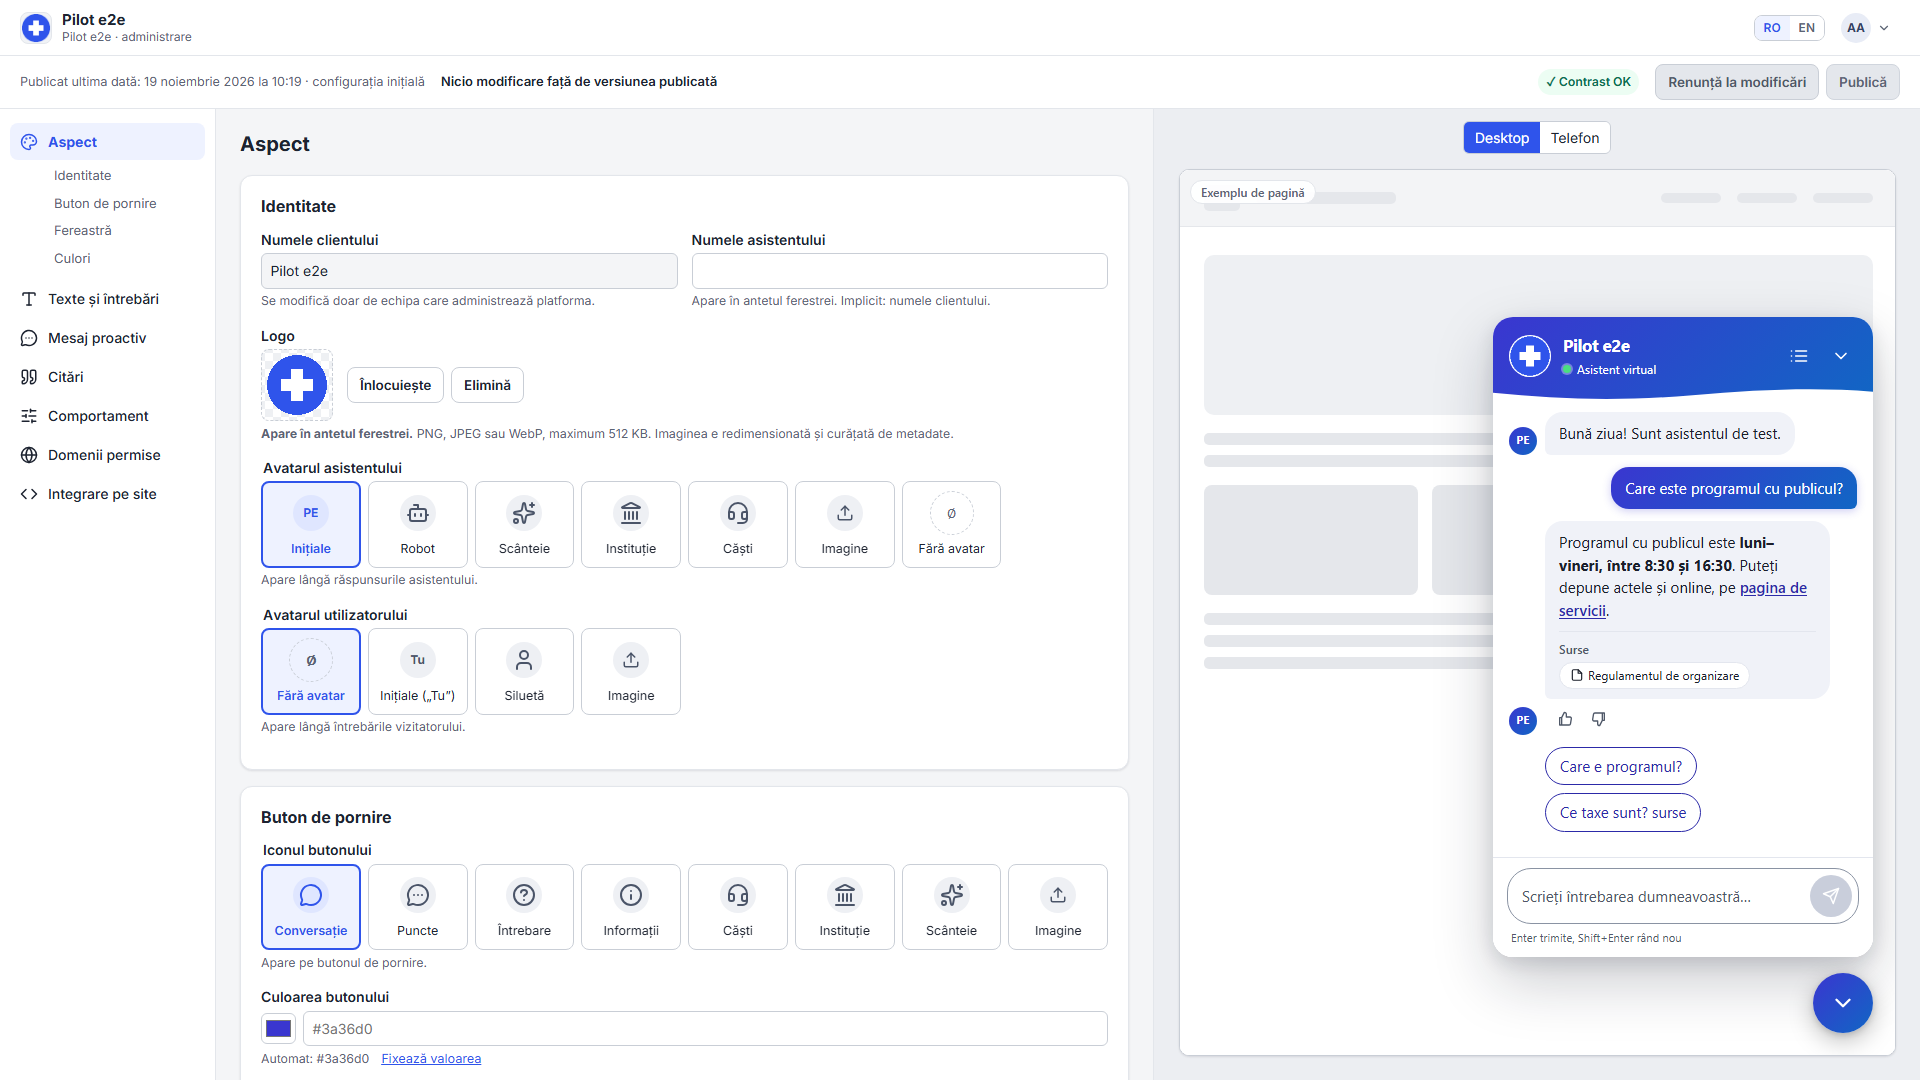 Pilot e2e
Pilot e2e · administrare
RO EN AA
Publicat ultima dată: 19 noiembrie 2026 la 10:19 · configurația inițială Nicio modificare față de versiunea publicată
✓ Contrast OK
Renunță la modificări
Publică
Aspect
Identitate
Buton de pornire
Fereastră
Culori
Texte și întrebări
Mesaj proactiv
Citări
Comportament
Domenii permise
Integrare pe site
Aspect
Identitate
Numele clientului
Pilot e2e
Se modifică doar de echipa care administrează platforma.
Numele asistentului
Apare în antetul ferestrei. Implicit: numele clientului.
Logo
Înlocuiește
Elimină
Apare în antetul ferestrei. PNG, JPEG sau WebP, maximum 512 KB. Imaginea e redimensionată și curățată de metadate.
Avatarul asistentului
PE
Inițiale
Robot
Scânteie
Instituție
Căști
Imagine
Ø
Fără avatar
Apare lângă răspunsurile asistentului.
Avatarul utilizatorului
Ø
Fără avatar
Tu
Inițiale („Tu”)
Siluetă
Imagine
Apare lângă întrebările vizitatorului.
Buton de pornire
Iconul butonului
Conversație
Puncte
Întrebare
Informații
Căști
Instituție
Scânteie
Imagine
Apare pe butonul de pornire.
Culoarea butonului
#3a36d0
Automat: #3a36d0 Fixează valoarea
Desktop
Telefon
Exemplu de pagină
Pilot e2e
Asistent virtual
PE
Bună ziua! Sunt asistentul de test.
Care este programul cu publicul?
Programul cu publicul este luni–
vineri, între 8:30 și 16:30. Puteți
depune actele și online, pe pagina de
servicii.
Surse
Regulamentul de organizare
PE
Care e programul?
Ce taxe sunt? surse
Scrieți întrebarea dumneavoastră...
Enter trimite, Shift+Enter rând nou